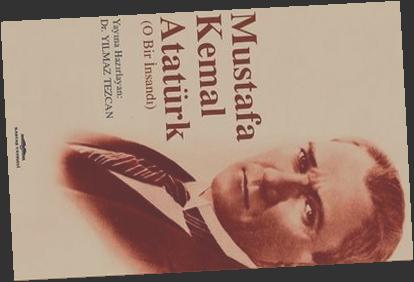 Mustafa
Kemal
Atatürk
(O Bir İnsandı)
Yayına Hazırlayan:
Dr. YILMAZ TEZCAN